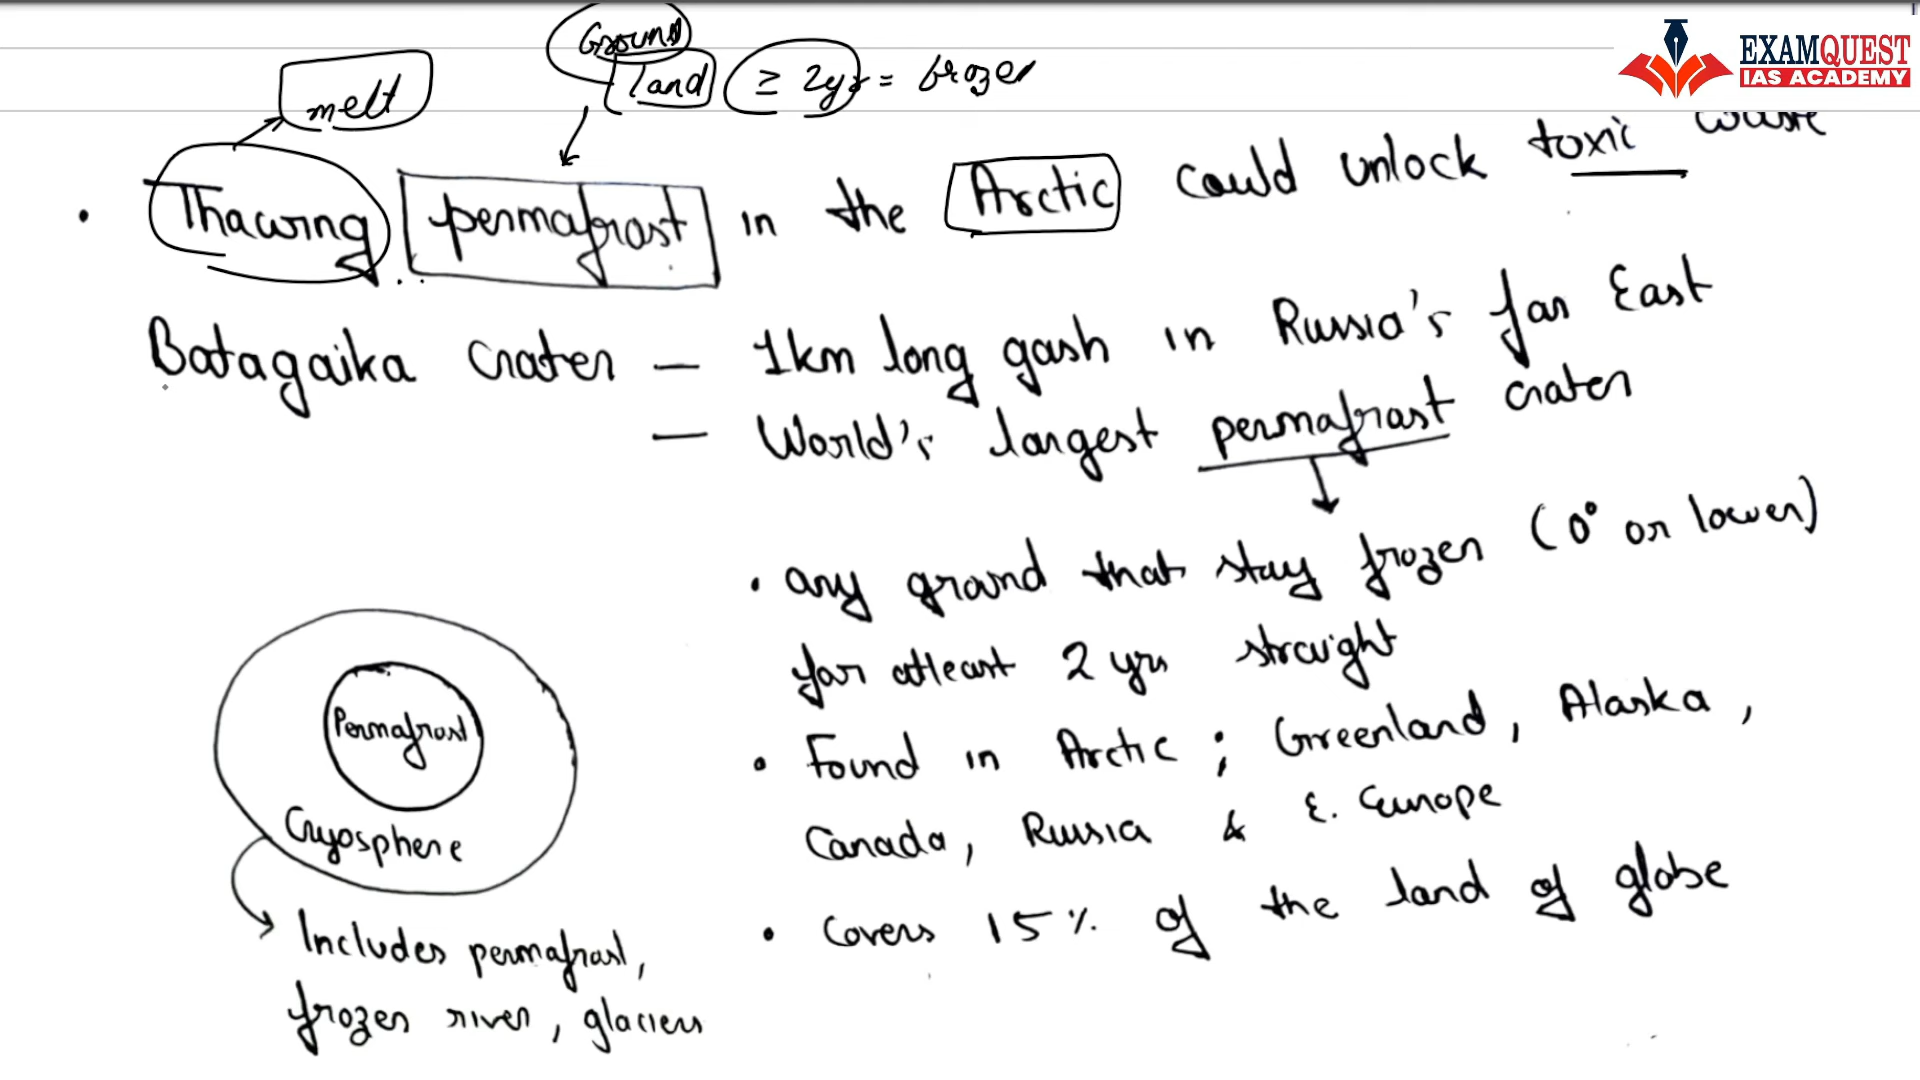 Ground
land ≥ 2yr = frozen
melt
EXAMQUEST
IAS ACADEMY
• Thawing permafrost in the Arctic could unlock toxic waste
Batagaika crater – 1km long gash in Russia's far East
– World's largest permafrost crater
• any ground that stay frozen (0° or lower)
for atleast 2 yrs straight
• Found in Arctic ; Greenland, Alaska,
Canada, Russia & E. Europe
• Covers 15% of the land of globe
Permafrost
Cryosphere
Includes permafrost,
frozen river, glaciers